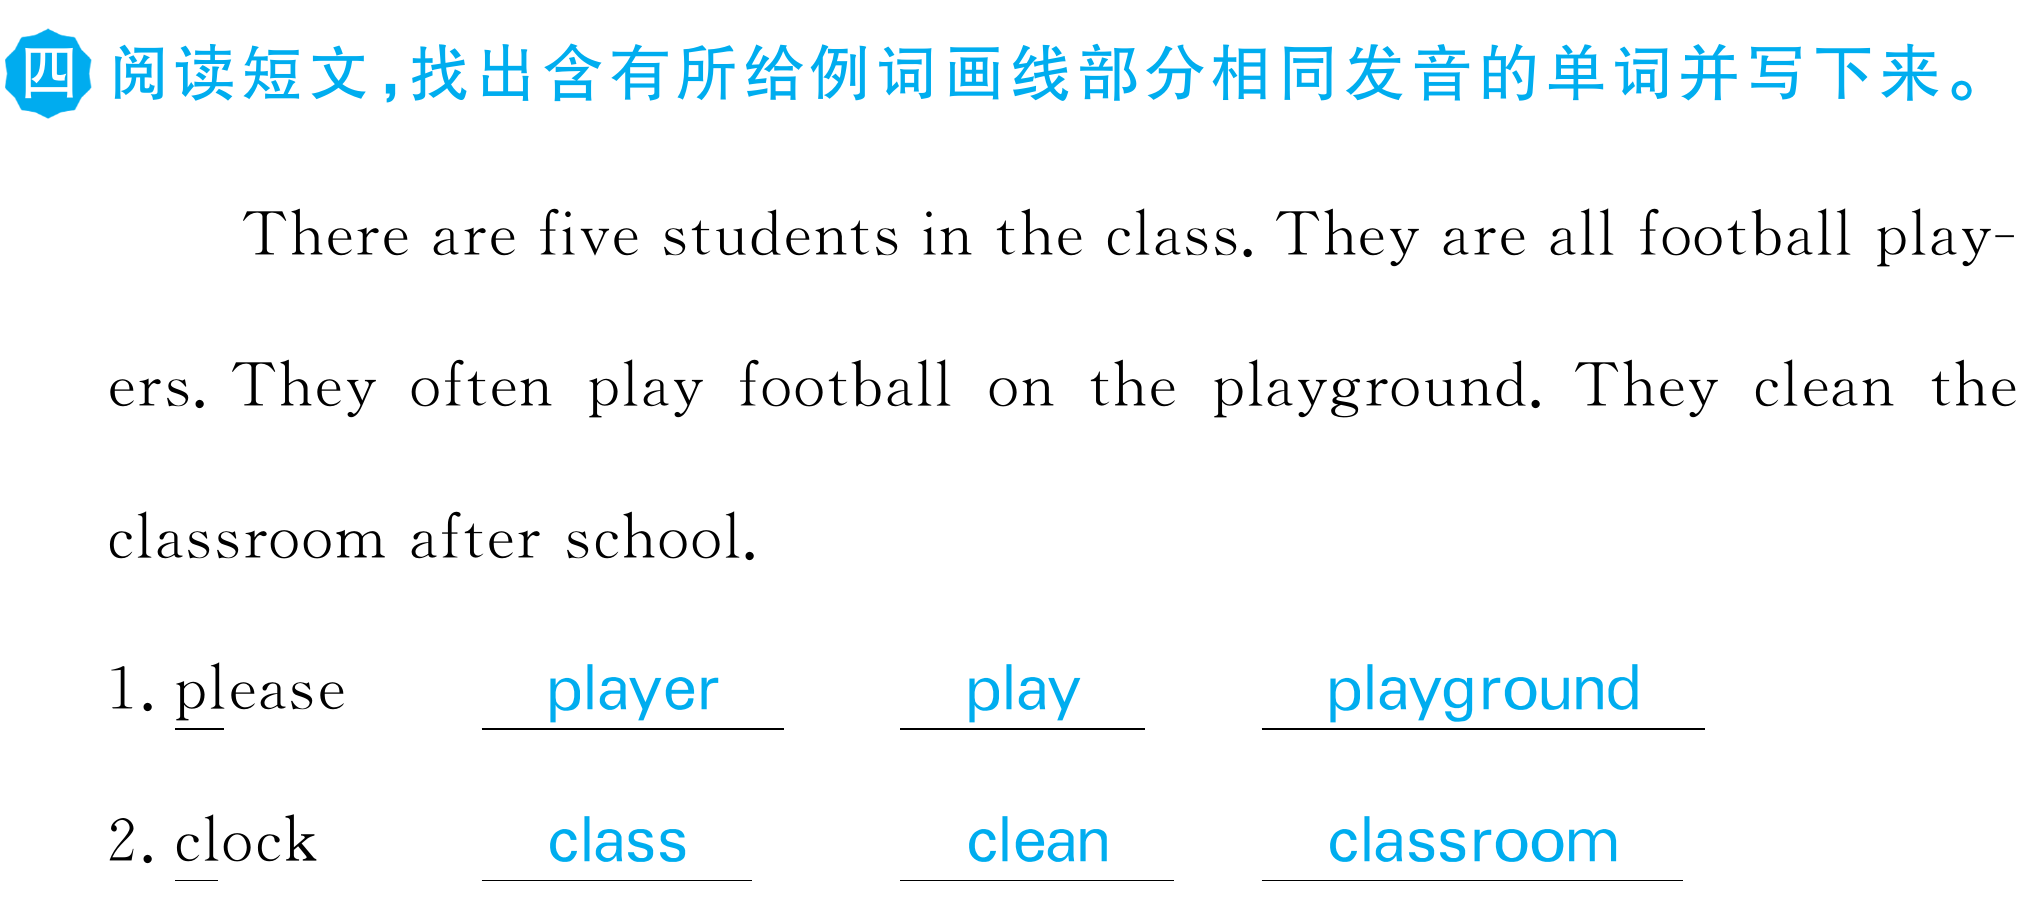 四 阅读短文,找出含有所给例词画线部分相同发音的单词并写下来。
There are five students in the class. They are all football play-
ers. They often play football on the playground. They clean the
classroom after school.
1. please player play playground
2. clock class clean classroom